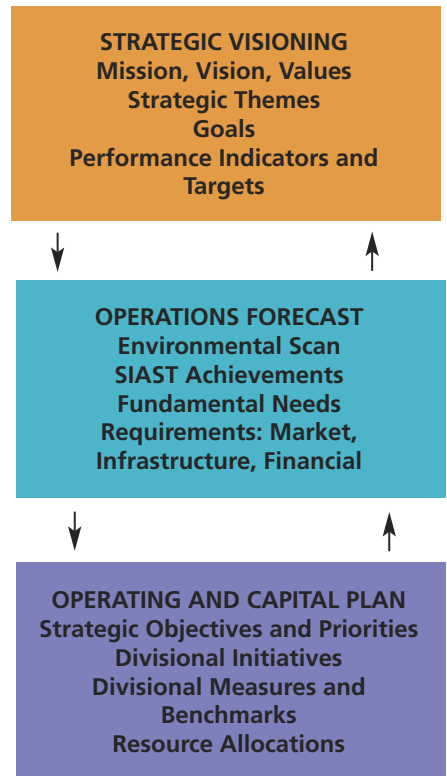 STRATEGIC VISIONING
Mission, Vision, Values
Strategic Themes
Goals
Performance Indicators and
Targets
OPERATIONS FORECAST
Environmental Scan
SIAST Achievements
Fundamental Needs
Requirements: Market,
Infrastructure, Financial
OPERATING AND CAPITAL PLAN
Strategic Objectives and Priorities
Divisional Initiatives
Divisional Measures and
Benchmarks
Resource Allocations